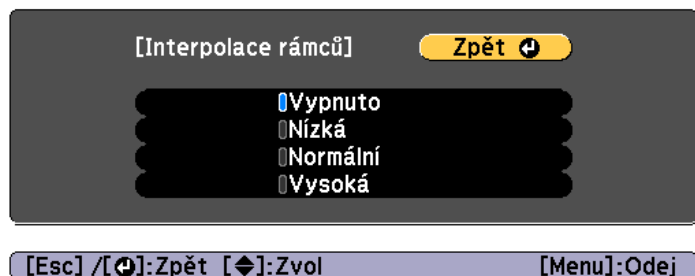 [Interpolace rámců] Zpět
Vypnuto
Nízká
Normální
Vysoká
[Esc] /[⏎]:Zpět [◆]:Zvol [Menu]:Odej